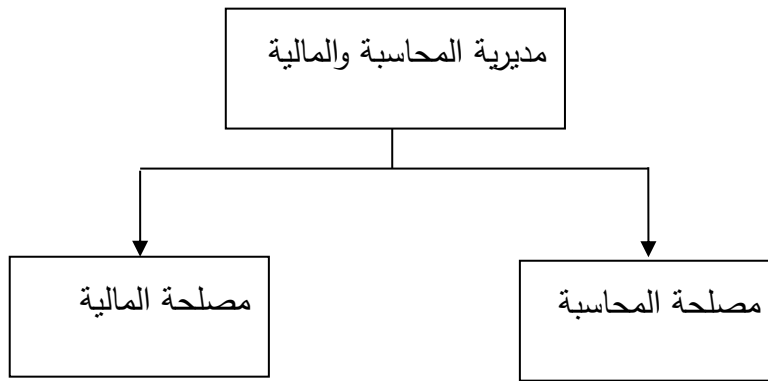 مديرية المحاسبة والمالية
مصلحة المحاسبة
مصلحة المالية